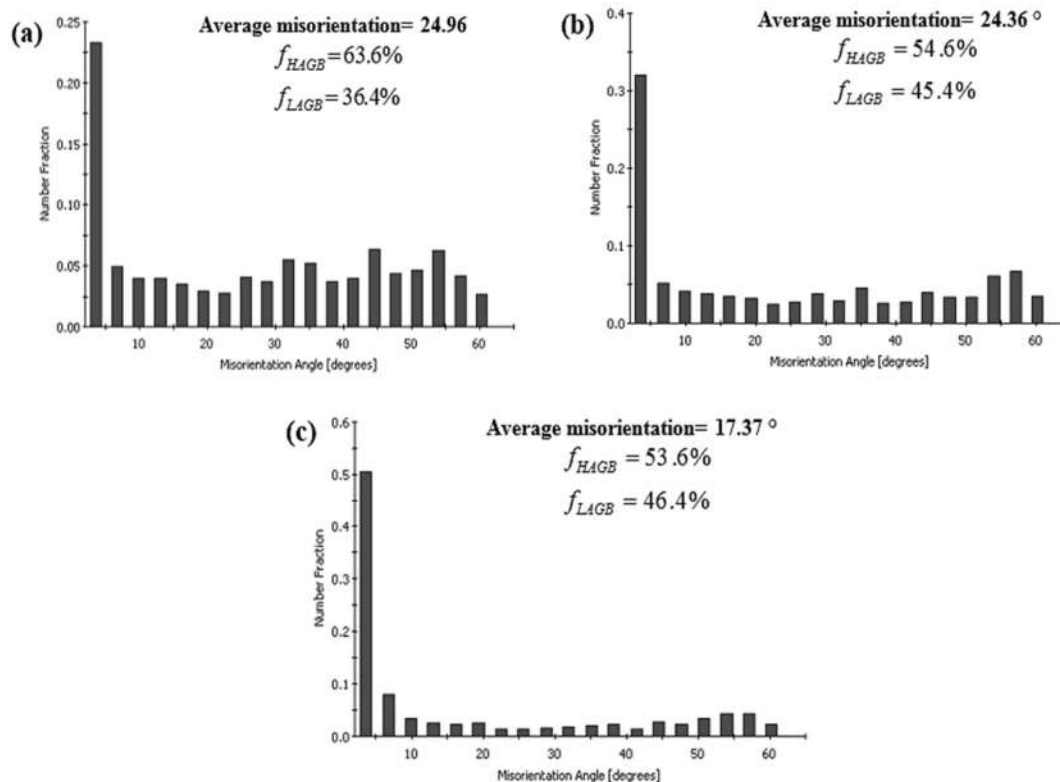 (a)
Average misorientation= 24.96
fHAGB=63.6%
fLAGB=36.4%
0.25
0.20
0.15
0.10
0.05
0.00
Number Fraction
10 20 30 40 50 60
Misorientation Angle [degrees]
(b)
Average misorientation= 24.36 °
fHAGB = 54.6%
fLAGB = 45.4%
0.4
0.3
0.2
0.1
0.0
Number Fraction
10 20 30 40 50 60
Misorientation Angle [degrees]
(c)
Average misorientation= 17.37 °
fHAGB = 53.6%
fLAGB = 46.4%
0.6
0.5
0.4
0.3
0.2
0.1
0.0
Number Fraction
10 20 30 40 50 60
Misorientation Angle [degrees]